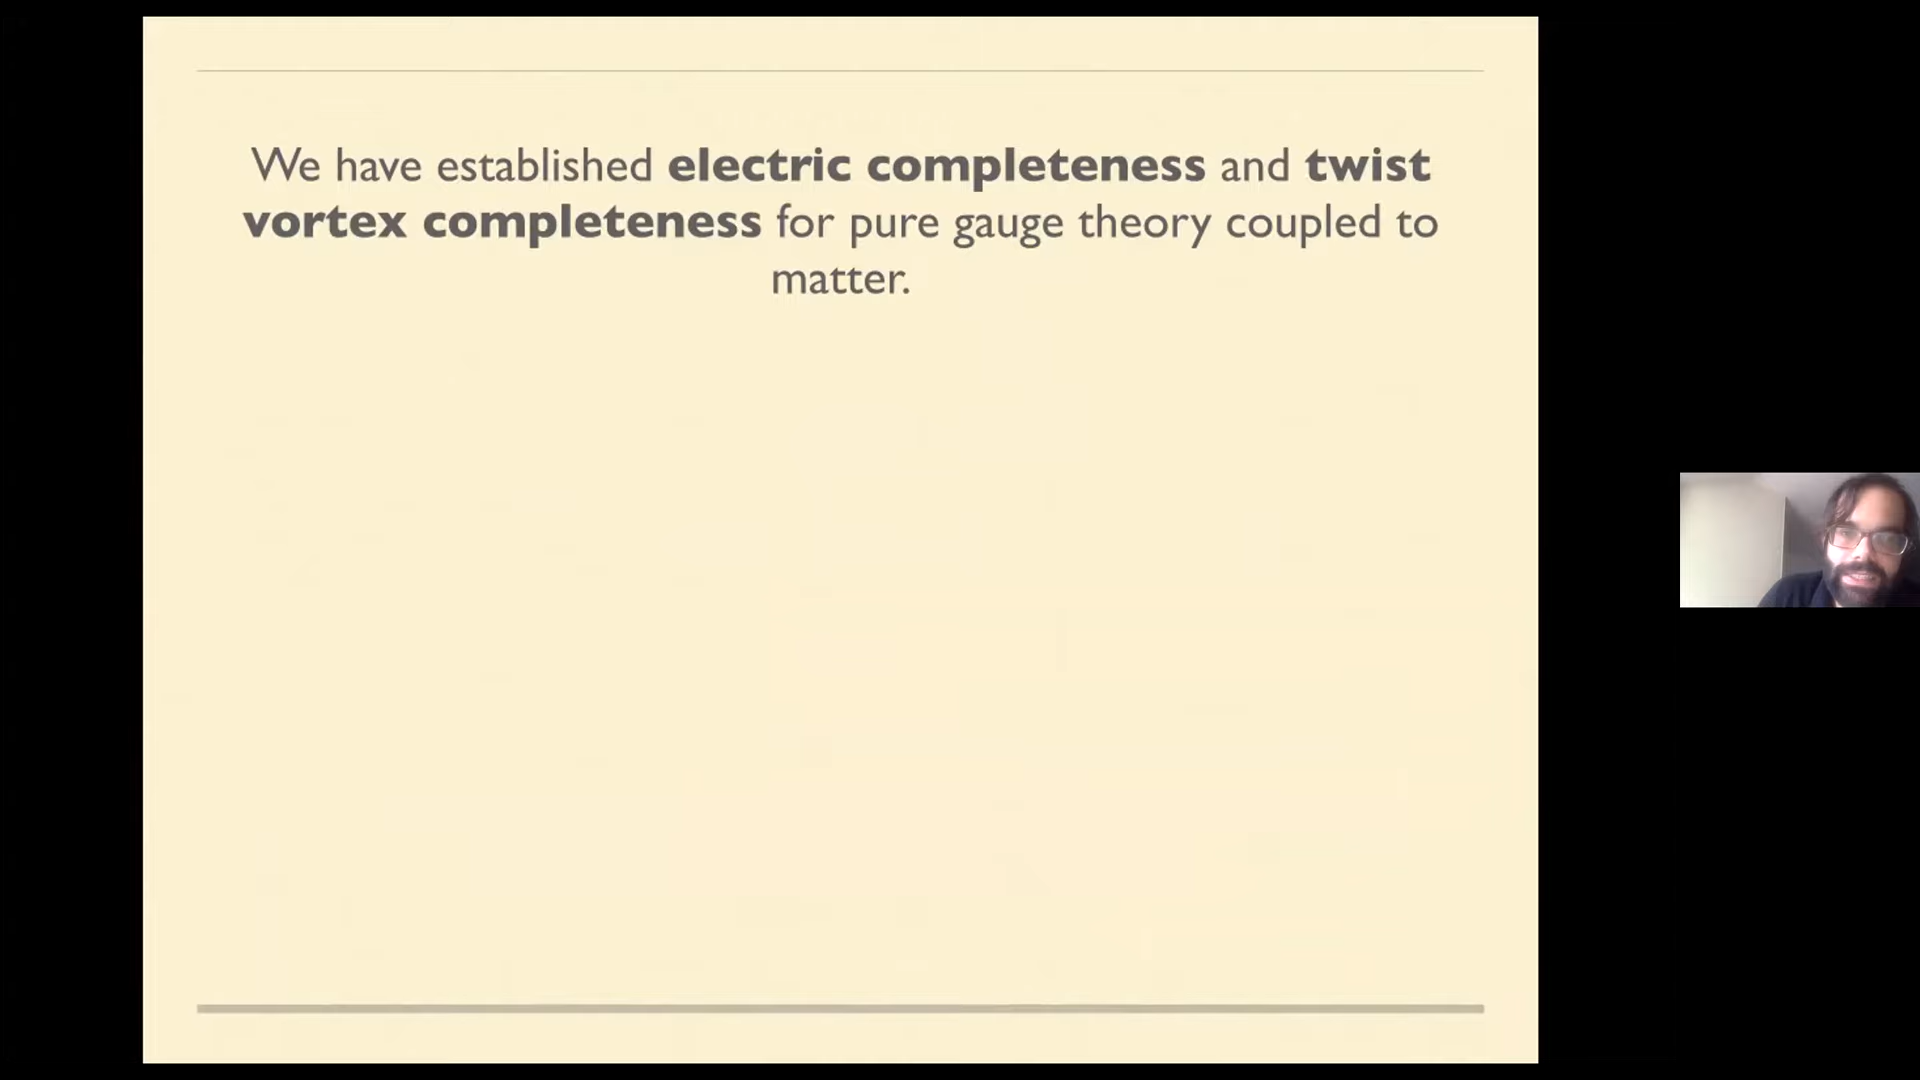 We have established electric completeness and twist
vortex completeness for pure gauge theory coupled to
matter.